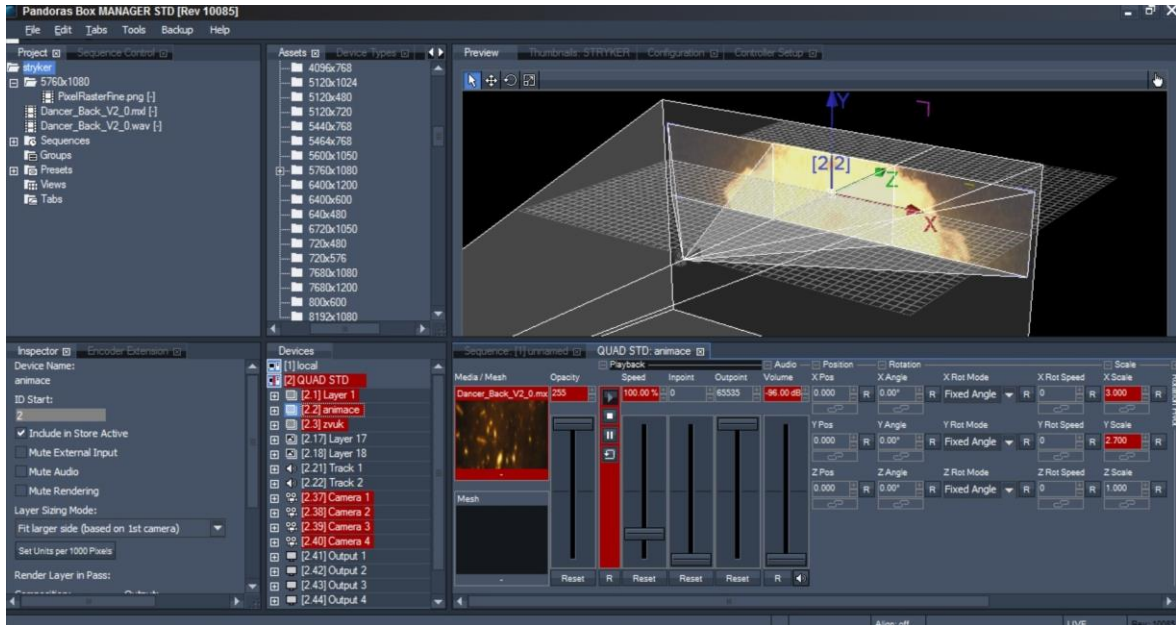 Pandoras Box MANAGER STD [Rev 10085]
File Edit Tabs Tools Backup Help
Project Sequence Control
stryker
5760x1080
PixelRasterFine.png [-]
Dancer_Back_V2_0.mxl [-]
Dancer_Back_V2_0.wav [-]
Sequences
Groups
Presets
Views
Tabs
Assets Device Types
4096x768
5120x1024
5120x480
5120x720
5440x768
5464x768
5600x1050
5760x1080
6400x1200
6400x600
640x480
6720x1050
720x480
720x576
7680x1080
7680x1200
800x600
8192x1080
Preview Thumbnails: STRYKER Configuration Controller Setup
Y
[2 2]
Z
X
Inspector Encoder Extension
Device Name:
animace
ID Start:
2
Include in Store Active
Mute External Input
Mute Audio
Mute Rendering
Layer Sizing Mode:
Fit larger side (based on 1st camera)
Set Units per 1000 Pixels
Render Layer in Pass:
Devices
[1] local
[2] QUAD STD
[2.1] Layer 1
[2.2] animace
[2.3] zvuk
[2.17] Layer 17
[2.18] Layer 18
[2.21] Track 1
[2.22] Track 2
[2.37] Camera 1
[2.38] Camera 2
[2.39] Camera 3
[2.40] Camera 4
[2.41] Output 1
[2.42] Output 2
[2.43] Output 3
[2.44] Output 4
Sequence: [1] unnamed QUAD STD: animace
Playback Audio Position Rotation Scale
Media / Mesh Opacity Speed Inpoint Outpoint Volume X Pos X Angle X Rot Mode X Rot Speed X Scale
Dancer_Back_V2_0.mx 255 100.00 % 0 65535 -96.00 dB 0.000 R 0.00° R Fixed Angle R 0 R 3.000
Y Pos Y Angle Y Rot Mode Y Rot Speed Y Scale
0.000 R 0.00° R Fixed Angle R 0 R 2.700
Z Pos Z Angle Z Rot Mode Z Rot Speed Z Scale
0.000 R 0.00° R Fixed Angle R 0 R 1.000
-
Mesh
-
Reset R Reset Reset Reset R
Align: off LIVE